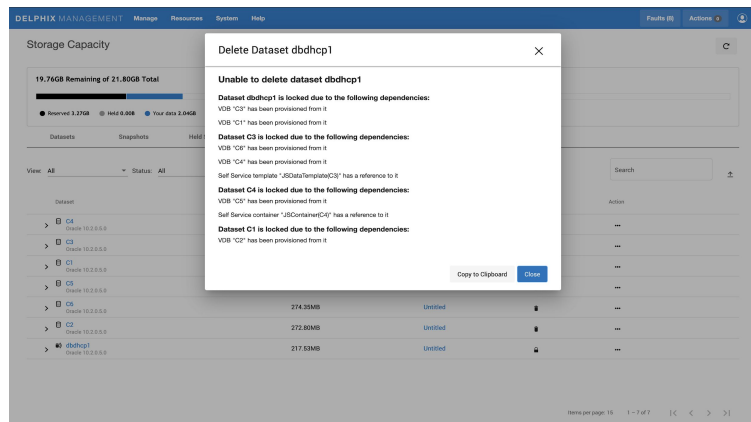 DELPHIX MANAGEMENT Manage Resources System Help Faults (8) Actions 0
Storage Capacity
19.76GB Remaining of 21.80GB Total
Reserved 3.27GB Held 0.00B Your data 2.04GB
Datasets Snapshots Held
View: All Status: All Search
Dataset Action
C4
Oracle 10.2.0.5.0
C3
Oracle 10.2.0.5.0
C1
Oracle 10.2.0.5.0
C5
Oracle 10.2.0.5.0
C6 274.35MB Untitled
Oracle 10.2.0.5.0
C2 272.80MB Untitled
Oracle 10.2.0.5.0
dbdhcp1 217.53MB Untitled
Oracle 10.2.0.5.0
Items per page: 16 1 – 7 of 7
Delete Dataset dbdhcp1
Unable to delete dataset dbdhcp1
Dataset dbdhcp1 is locked due to the following dependencies:
VDB "C3" has been provisioned from it
VDB "C1" has been provisioned from it
Dataset C3 is locked due to the following dependencies:
VDB "C6" has been provisioned from it
VDB "C4" has been provisioned from it
Self Service template "JSDataTemplate(C3)" has a reference to it
Dataset C4 is locked due to the following dependencies:
VDB "C5" has been provisioned from it
Self Service container "JSContainer(C4)" has a reference to it
Dataset C1 is locked due to the following dependencies:
VDB "C2" has been provisioned from it
Copy to Clipboard Close